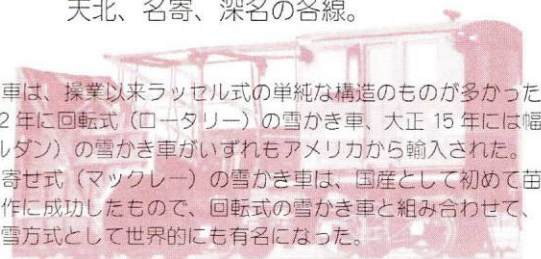 天北、名寄、深名の各線。
車は、操業以来ラッセル式の単純な構造のものが多かった
2年に回転式（ロータリー）の雪かき車、大正 15年には幅
ルダン）の雪かき車がいずれもアメリカから輸入された。
寄せ式（マックレー）の雪かき車は、国産として初めて苗
作に成功したもので、回転式の雪かき車と組み合わせて、
雪方式として世界的にも有名になった。